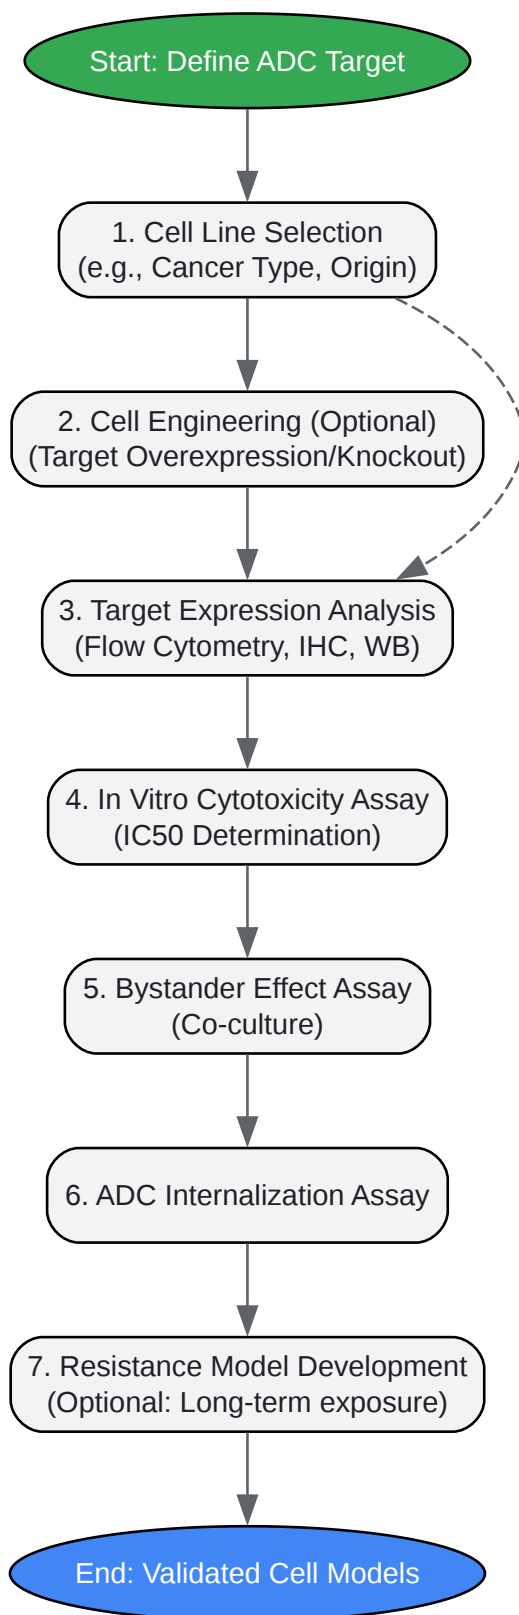 Start: Define ADC Target
1. Cell Line Selection
(e.g., Cancer Type, Origin)
2. Cell Engineering (Optional)
(Target Overexpression/Knockout)
3. Target Expression Analysis
(Flow Cytometry, IHC, WB)
4. In Vitro Cytotoxicity Assay
(IC50 Determination)
5. Bystander Effect Assay
(Co-culture)
6. ADC Internalization Assay
7. Resistance Model Development
(Optional: Long-term exposure)
End: Validated Cell Models